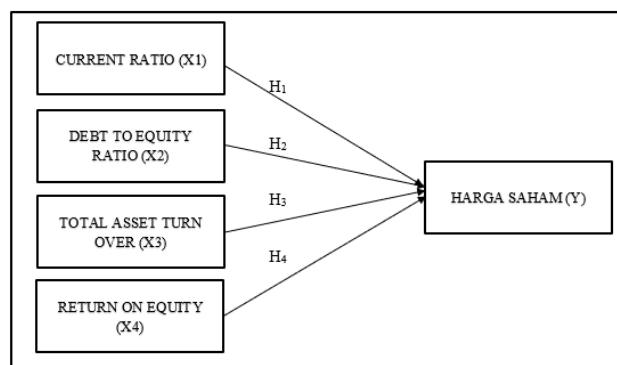 CURRENT RATIO (X1)
H₁
DEBT TO EQUITY
RATIO (X2)
H₂
HARGA SAHAM (Y)
TOTAL ASSET TURN
OVER (X3)
H₃
H₄
RETURN ON EQUITY
(X4)